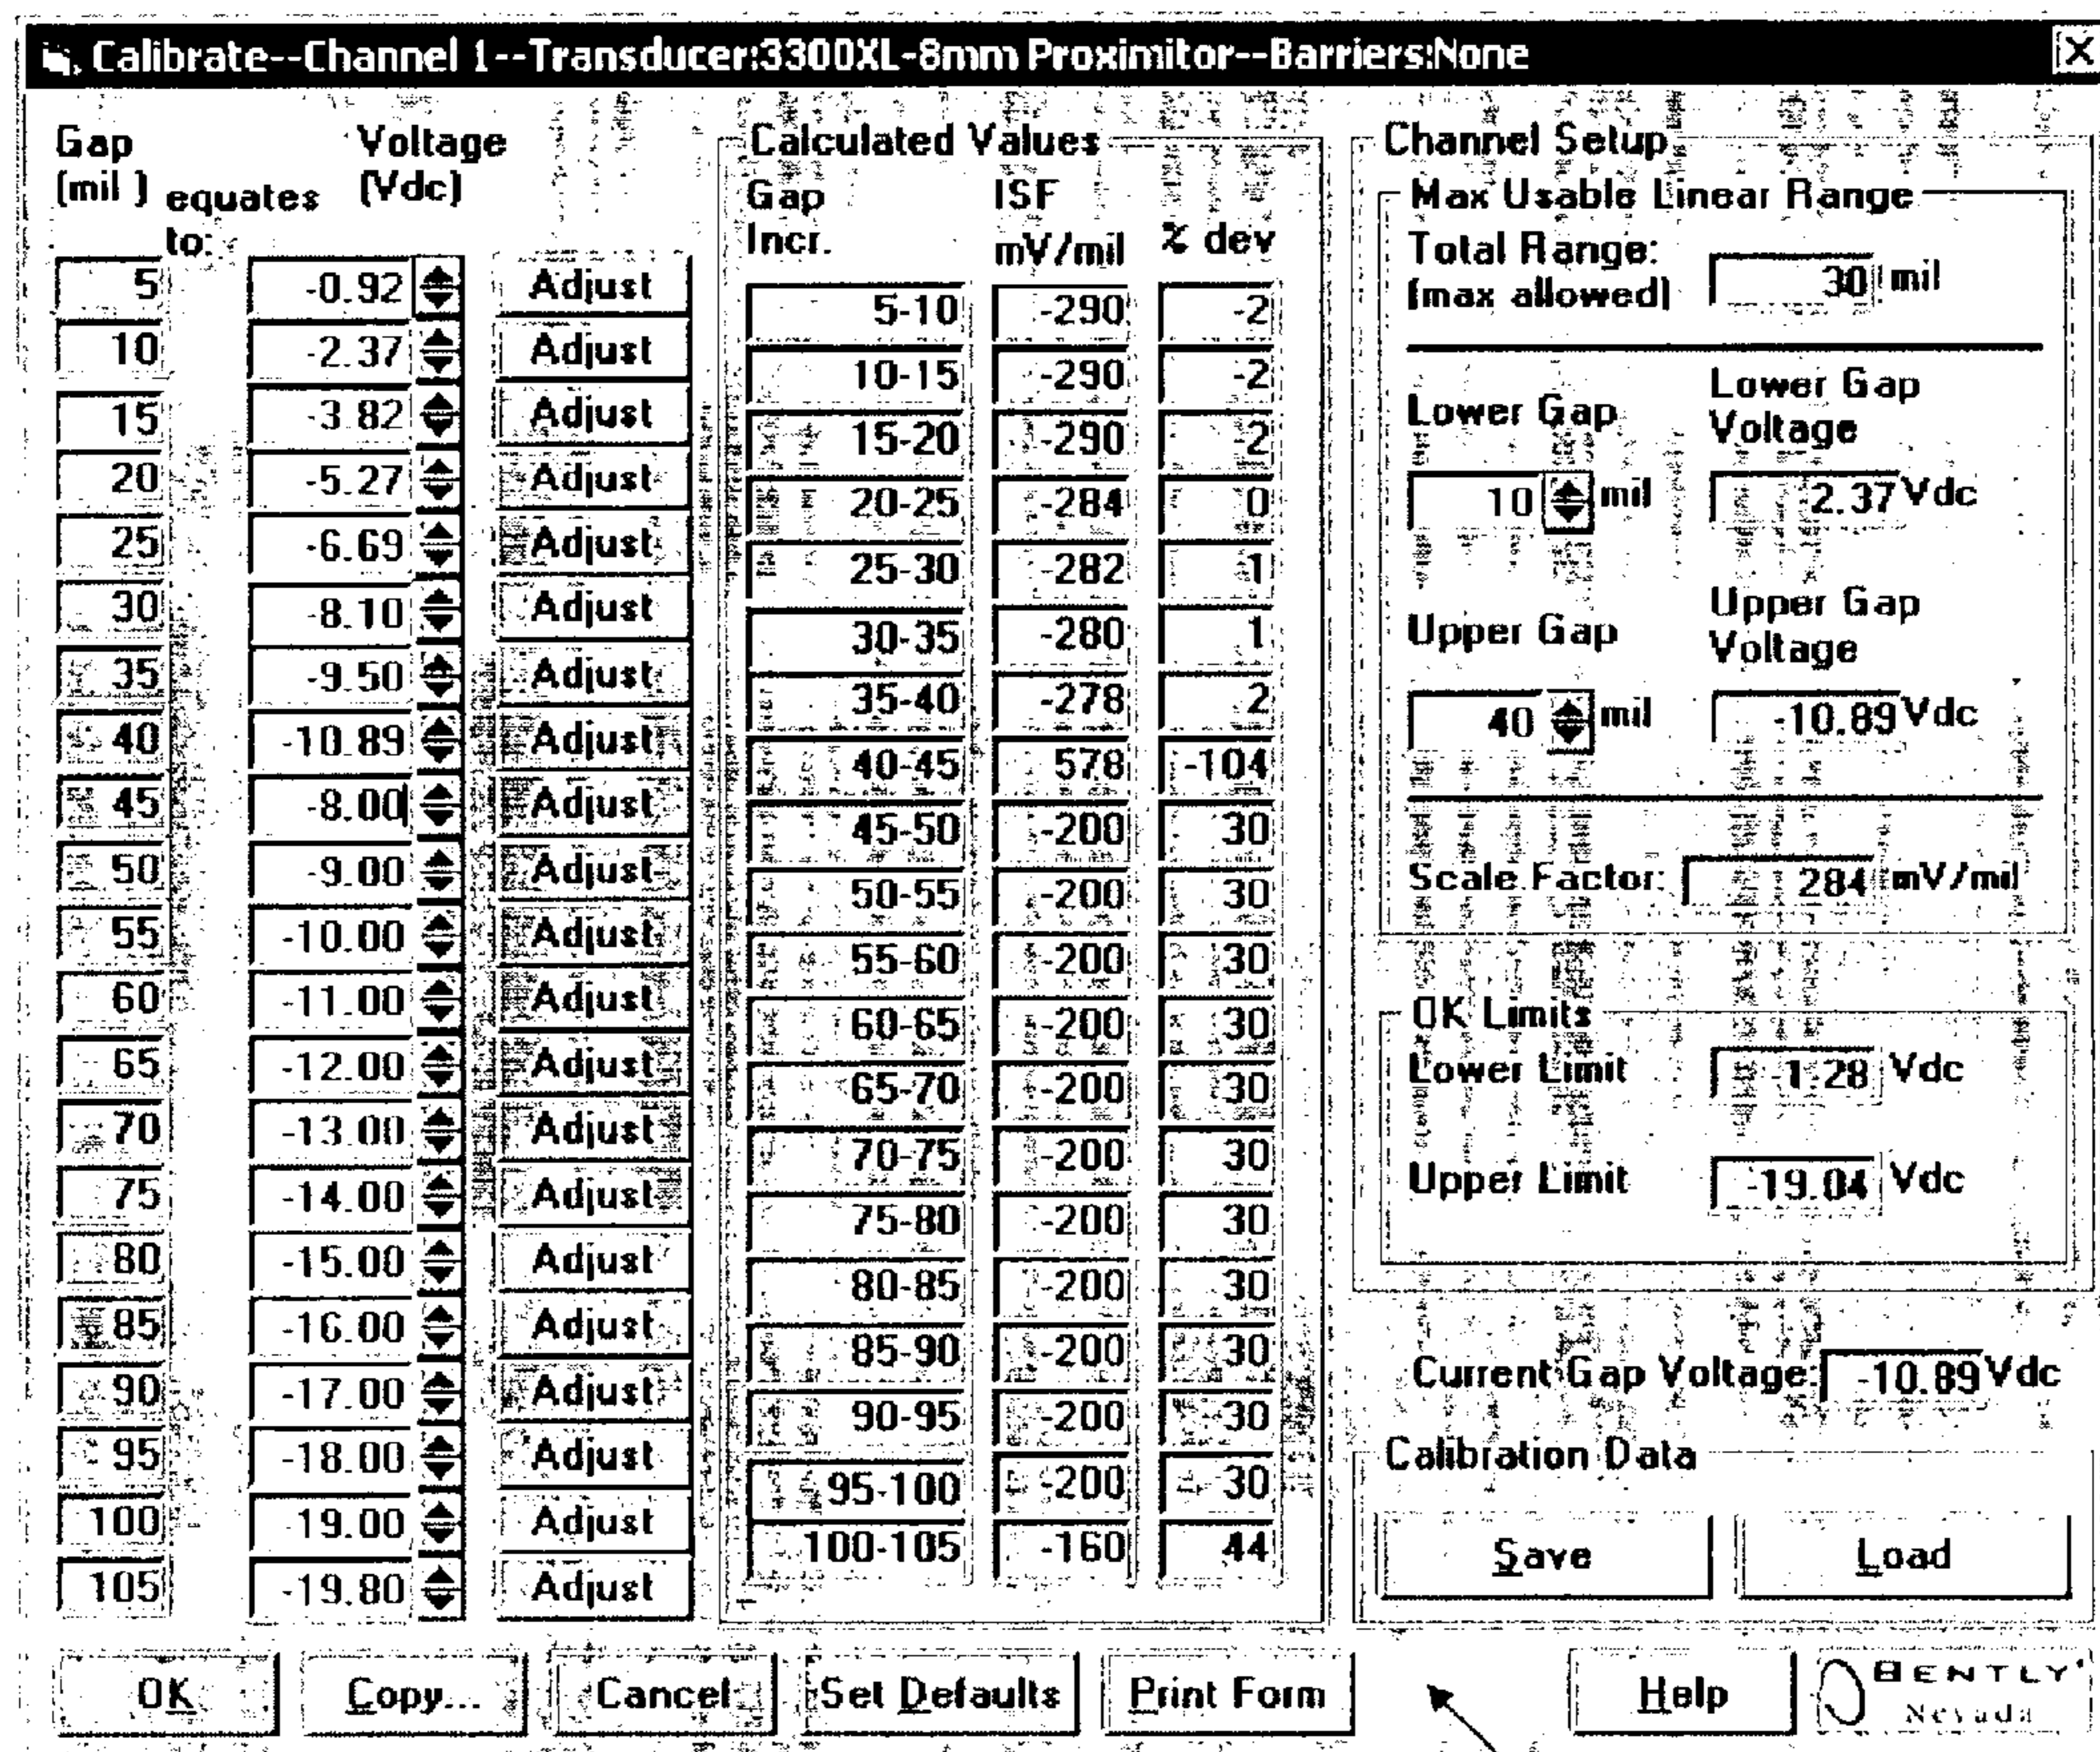 Calibrate--Channel 1--Transducer:3300XL-8mm Proximitor--Barriers:None
Gap (mil ) equates to: Voltage (Vdc)
5 -0.92 Adjust
10 -2.37 Adjust
15 -3.82 Adjust
20 -5.27 Adjust
25 -6.69 Adjust
30 -8.10 Adjust
35 -9.50 Adjust
40 -10.89 Adjust
45 -8.00 Adjust
50 -9.00 Adjust
55 -10.00 Adjust
60 -11.00 Adjust
65 -12.00 Adjust
70 -13.00 Adjust
75 -14.00 Adjust
80 -15.00 Adjust
85 -16.00 Adjust
90 -17.00 Adjust
95 -18.00 Adjust
100 -19.00 Adjust
105 -19.80 Adjust
Calculated Values
Gap Incr. ISF mV/mil % dev
5-10 -290 -2
10-15 -290 -2
15-20 -290 -2
20-25 -284 0
25-30 -282 1
30-35 -280 1
35-40 -278 2
40-45 578 -104
45-50 -200 30
50-55 -200 30
55-60 -200 30
60-65 -200 30
65-70 -200 30
70-75 -200 30
75-80 -200 30
80-85 -200 30
85-90 -200 30
90-95 -200 30
95-100 -200 30
100-105 -160 44
Channel Setup
Max Usable Linear Range
Total Range: 30 mil
(max allowed)
Lower Gap
Lower Gap
Voltage
10 mil
2.37 Vdc
Upper Gap
Upper Gap
Voltage
40 mil
-10.89 Vdc
Scale Factor: 284 mV/mil
OK Limits
Lower Limit -1.28 Vdc
Upper Limit -19.04 Vdc
Current Gap Voltage: -10.89 Vdc
Calibration Data
Save
Load
OK
Copy...
Cancel
Set Defaults
Print Form
Help
BENTLY
Nevada